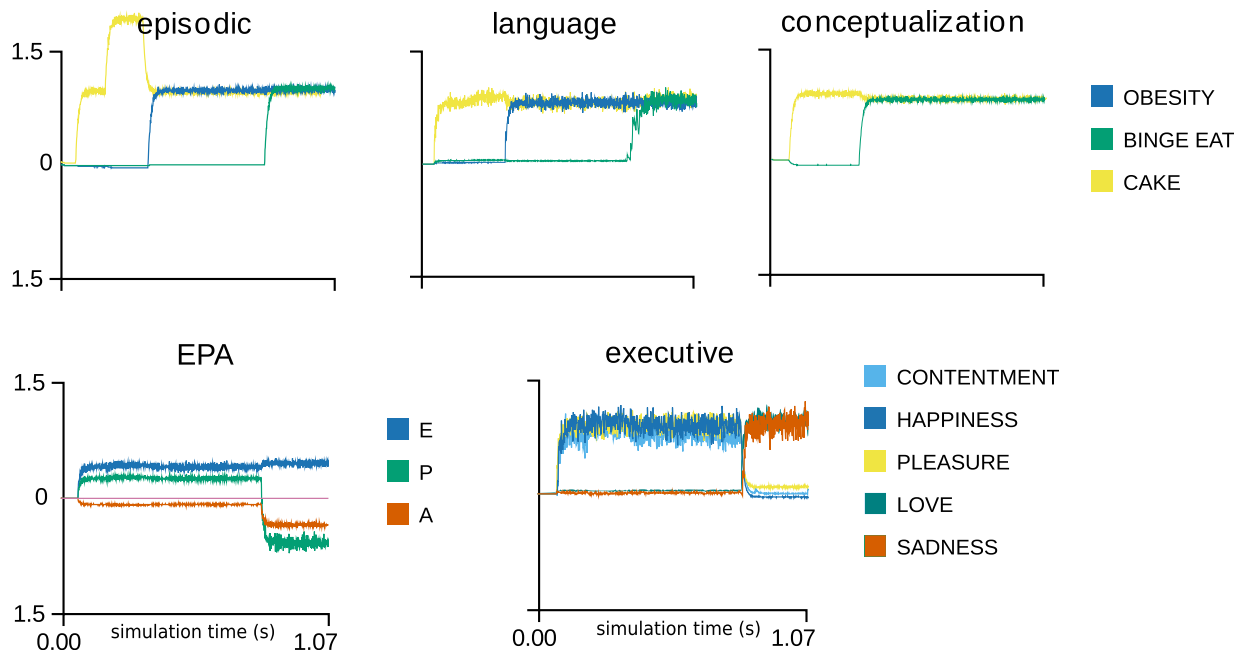 episodic
language
conceptualization
1.5
0
1.5
OBESITY
BINGE EAT
CAKE
EPA
executive
1.5
0
1.5
E
P
A
CONTENTMENT
HAPPINESS
PLEASURE
LOVE
SADNESS
0.00 simulation time (s) 1.07
0.00 simulation time (s) 1.07